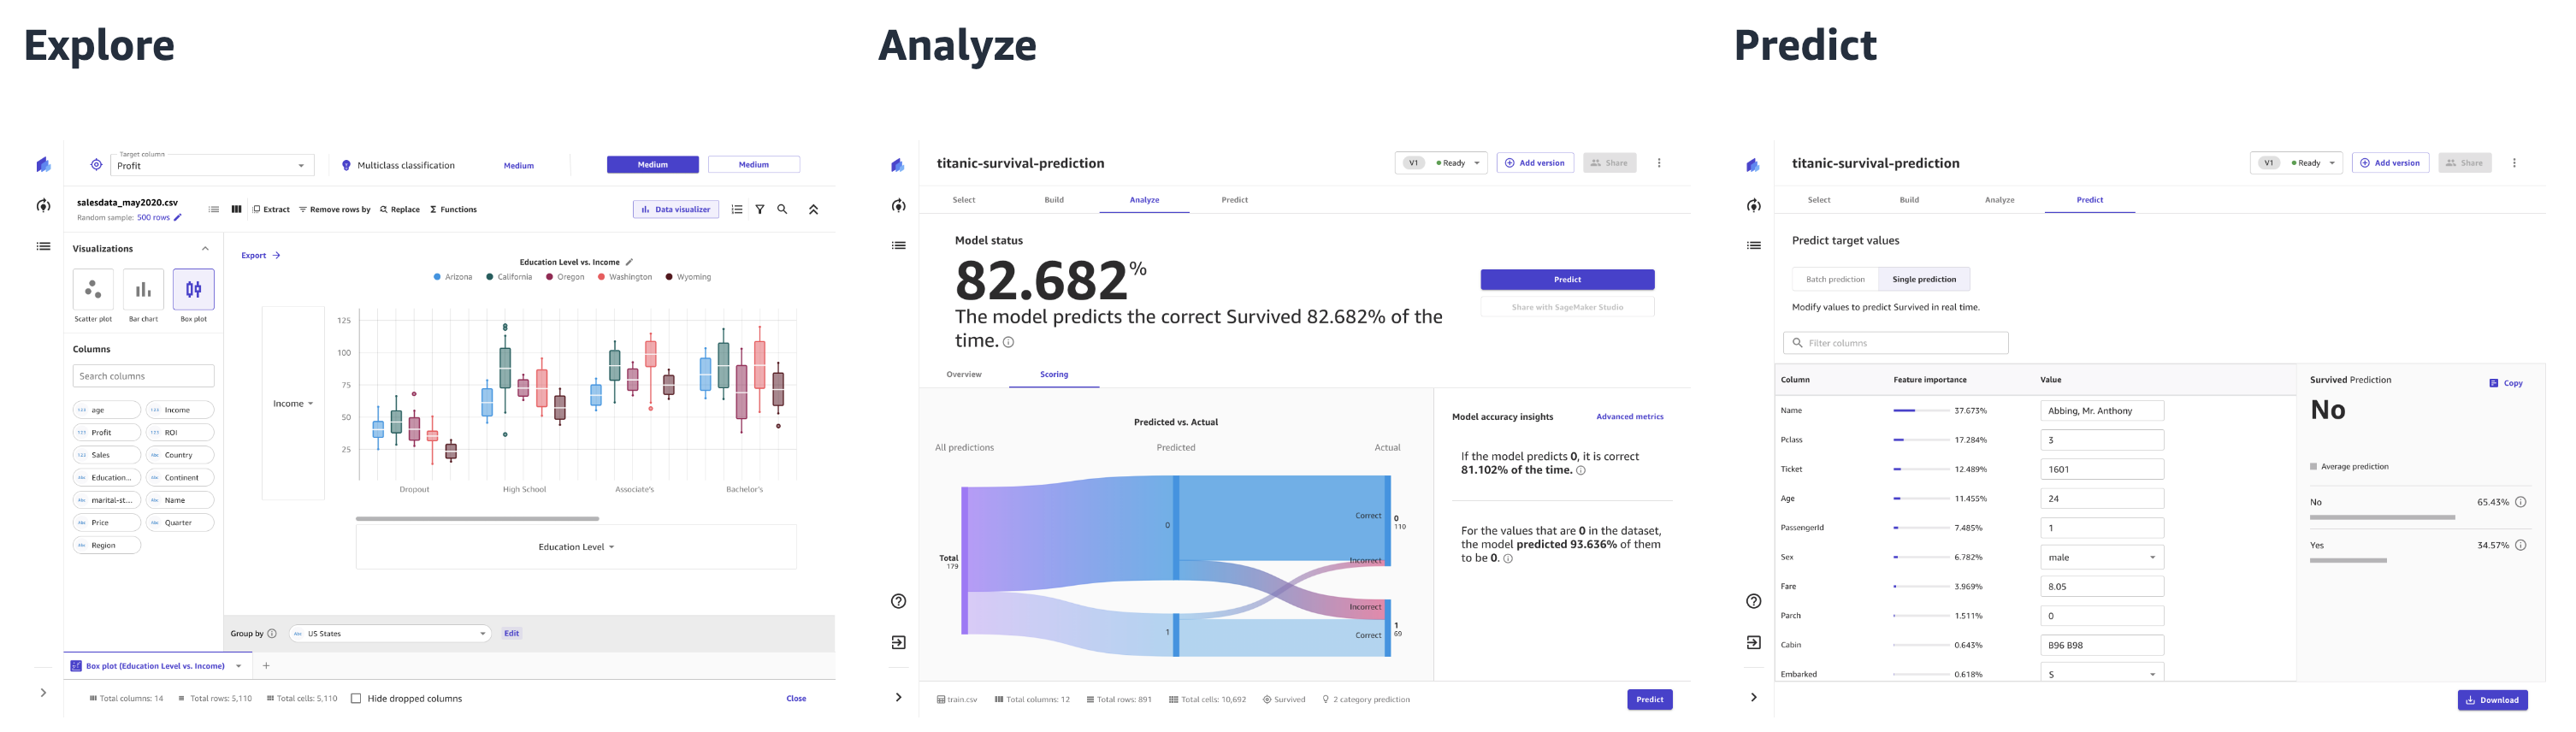 Explore
Target column
Profit
Multiclass classification
Medium
Medium
Medium
salesdata_may2020.csv
Random sample: 500 rows
Extract
Remove rows by
Replace
Functions
Data visualizer
Visualizations
Scatter plot
Bar chart
Box plot
Columns
Search columns
123 age
123 Income
123 Profit
123 ROI
123 Sales
Abc Country
Abc Education...
Abc Continent
Abc marital-st...
Abc Name
Abc Price
Abc Quarter
Abc Region
Export
Education Level vs. Income
Arizona
California
Oregon
Washington
Wyoming
Income
125
100
75
50
25
Dropout
High School
Associate's
Bachelor's
Education Level
Group by
Abc US States
Edit
Box plot (Education Level vs. Income)
Total columns: 14
Total rows: 5,110
Total cells: 5,110
Hide dropped columns
Close
Analyze
titanic-survival-prediction
V1
Ready
Add version
Share
Select
Build
Analyze
Predict
Model status
82.682%
Predict
Share with SageMaker Studio
The model predicts the correct Survived 82.682% of the
time.
Overview
Scoring
Predicted vs. Actual
All predictions
Predicted
Actual
Total
179
0
1
Correct
Incorrect
Incorrect
Correct
0
110
1
69
Model accuracy insights
Advanced metrics
If the model predicts 0, it is correct
81.102% of the time.
For the values that are 0 in the dataset,
the model predicted 93.636% of them
to be 0.
train.csv
Total columns: 12
Total rows: 891
Total cells: 10,692
Survived
2 category prediction
Predict
Predict
titanic-survival-prediction
V1
Ready
Add version
Share
Select
Build
Analyze
Predict
Predict target values
Batch prediction
Single prediction
Modify values to predict Survived in real time.
Filter columns
Column
Feature importance
Value
Name
37.673%
Abbing, Mr. Anthony
Pclass
17.284%
3
Ticket
12.489%
1601
Age
11.455%
24
PassengerId
7.485%
1
Sex
6.782%
male
Fare
3.969%
8.05
Parch
1.511%
0
Cabin
0.643%
B96 B98
Embarked
0.618%
S
Survived Prediction
Copy
No
Average prediction
No
65.43%
Yes
34.57%
Download